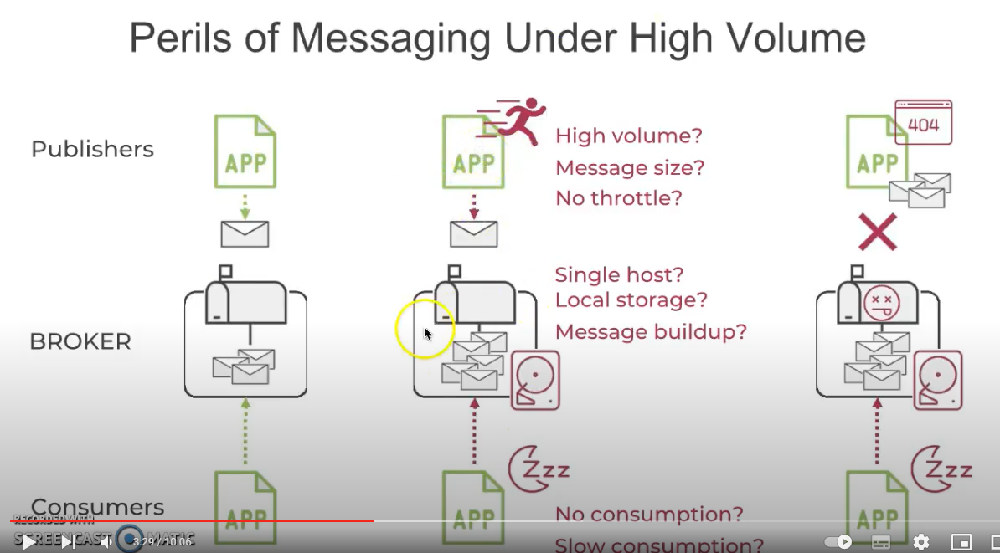 Perils of Messaging Under High Volume
Publishers
APP
APP
High volume?
Message size?
No throttle?
APP
404
BROKER
Single host?
Local storage?
Message buildup?
Consumers
APP
APP
Zzz
No consumption?
Slow consumption?
APP
Zzz
RECORDED WITH
SCREENCAST MATIC
3:29 / 10:06